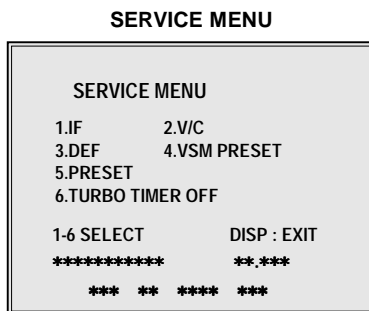 SERVICE MENU
SERVICE MENU
1.IF 2.V/C
3.DEF 4.VSM PRESET
5.PRESET
6.TURBO TIMER OFF
1-6 SELECT DISP : EXIT
*********** **.***
*** ** **** ***